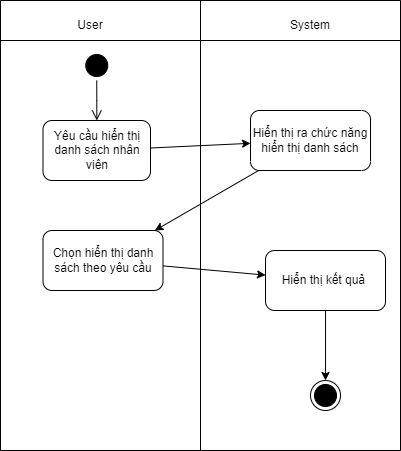 User
System
Yêu cầu hiển thị
danh sách nhân
viên
Hiển thị ra chức năng
hiển thị danh sách
Chọn hiển thị danh
sách theo yêu cầu
Hiển thị kết quả